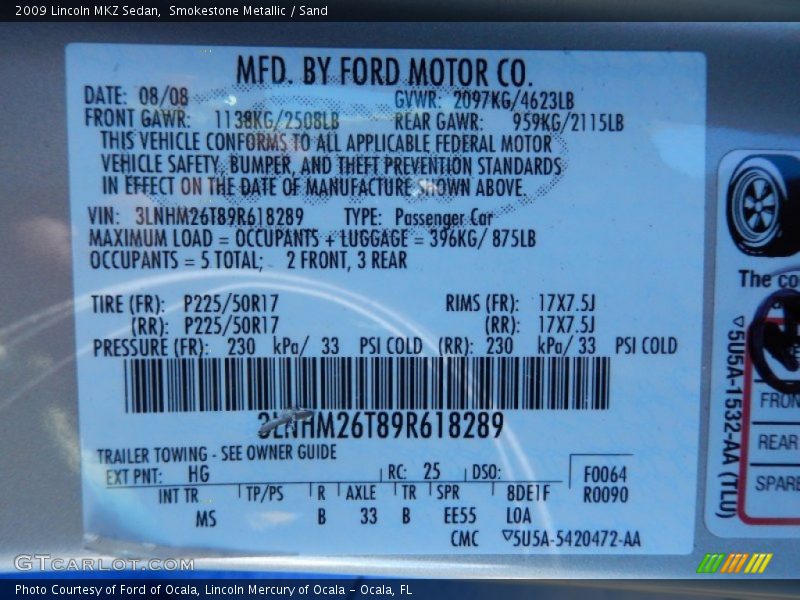 2009 Lincoln MKZ Sedan, Smokestone Metallic / Sand
MFD. BY FORD MOTOR CO.
DATE: 08/08 GVWR: 2097KG/4623LB
FRONT GAWR: 1138KG/2508LB REAR GAWR: 959KG/2115LB
THIS VEHICLE CONFORMS TO ALL APPLICABLE FEDERAL MOTOR
VEHICLE SAFETY, BUMPER, AND THEFT PREVENTION STANDARDS
IN EFFECT ON THE DATE OF MANUFACTURE SHOWN ABOVE.
VIN: 3LNHM26T89R618289 TYPE: Passenger Car
MAXIMUM LOAD = OCCUPANTS + LUGGAGE = 396KG/ 875LB
OCCUPANTS = 5 TOTAL; 2 FRONT, 3 REAR
TIRE (FR): P225/50R17 RIMS (FR): 17X7.5J
(RR): P225/50R17 (RR): 17X7.5J
PRESSURE (FR): 230 kPa/ 33 PSI COLD (RR): 230 kPa/ 33 PSI COLD
3LNHM26T89R618289
TRAILER TOWING - SEE OWNER GUIDE
EXT PNT: HG RC: 25 DSO: F0064
INT TR TP/PS R AXLE TR SPR 8DE1F R0090
MS B 33 B EE55 L0A
CMC ▽5U5A-5420472-AA
The co
▽5U5A-1532-AA (TLU)
FRON
REAR
SPARE
GTCARLOT.COM
Photo Courtesy of Ford of Ocala, Lincoln Mercury of Ocala - Ocala, FL